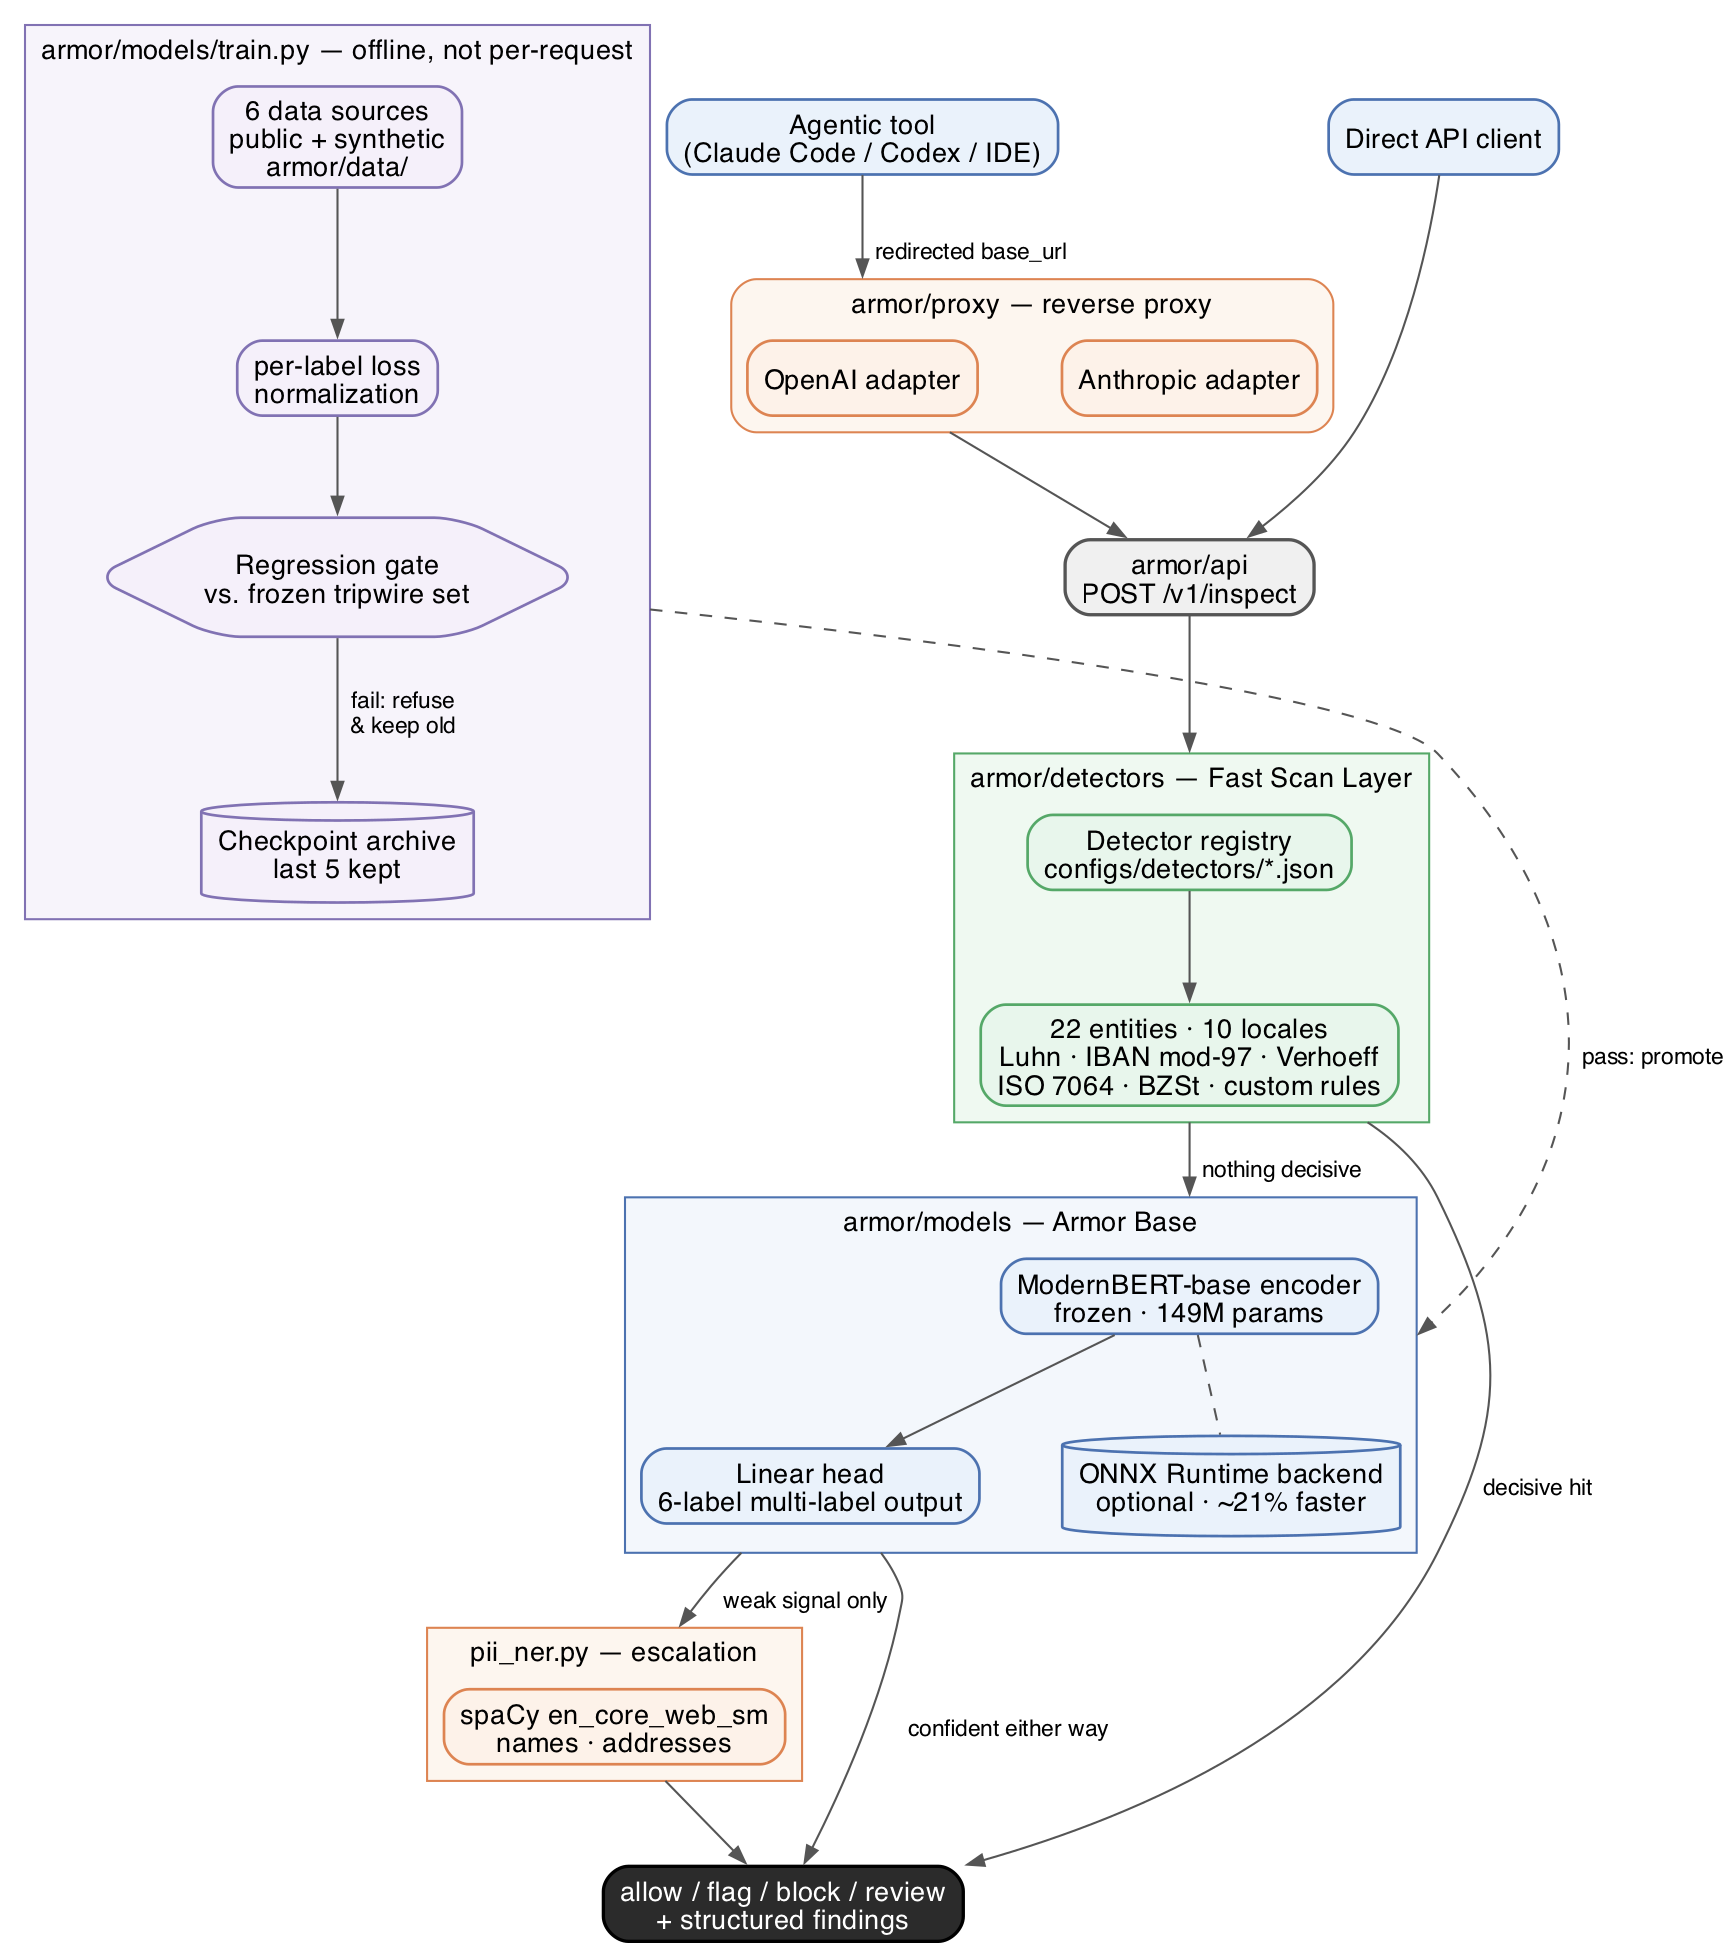 armor/models/train.py — offline, not per-request
6 data sources
public + synthetic
armor/data/
per-label loss
normalization
Regression gate
vs. frozen tripwire set
fail: refuse
& keep old
Checkpoint archive
last 5 kept
Agentic tool
(Claude Code / Codex / IDE)
Direct API client
redirected base_url
armor/proxy — reverse proxy
OpenAI adapter
Anthropic adapter
armor/api
POST /v1/inspect
armor/detectors — Fast Scan Layer
Detector registry
configs/detectors/*.json
22 entities · 10 locales
Luhn · IBAN mod-97 · Verhoeff
ISO 7064 · BZSt · custom rules
pass: promote
nothing decisive
armor/models — Armor Base
ModernBERT-base encoder
frozen · 149M params
Linear head
6-label multi-label output
ONNX Runtime backend
optional · ~21% faster
decisive hit
weak signal only
pii_ner.py — escalation
spaCy en_core_web_sm
names · addresses
confident either way
allow / flag / block / review
+ structured findings